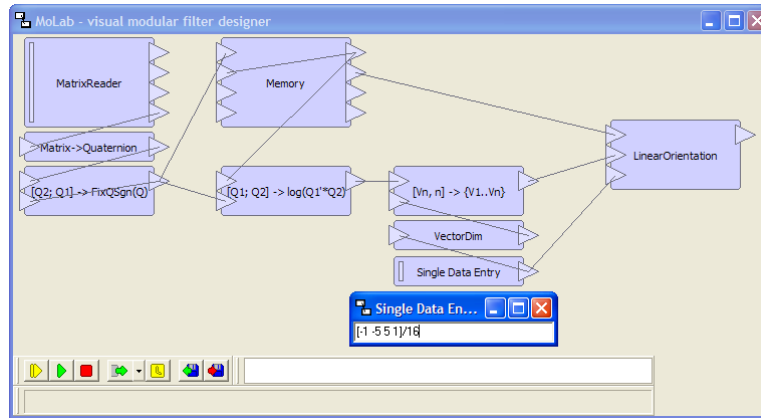 MoLab - visual modular filter designer
MatrixReader
Memory
Matrix->Quaternion
LinearOrientation
[Q2; Q1] -> FixQSgn(Q)
[Q1; Q2] -> log(Q1'*Q2)
[Vn, n] -> {V1..Vn}
VectorDim
Single Data Entry
Single Data En...
[-1 -5 5 1]/16